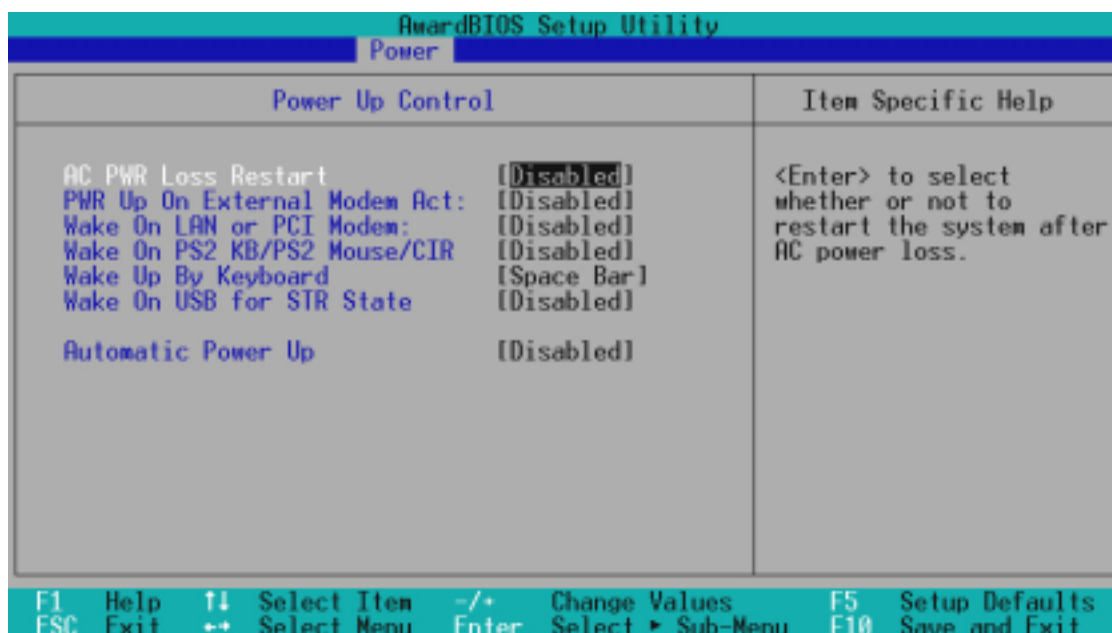 AwardBIOS Setup Utility
Power
Power Up Control
Item Specific Help
AC PWR Loss Restart [Disabled]
PWR Up On External Modem Act: [Disabled]
Wake On LAN or PCI Modem: [Disabled]
Wake On PS2 KB/PS2 Mouse/CIR [Disabled]
Wake Up By Keyboard [Space Bar]
Wake On USB for STR State [Disabled]
Automatic Power Up [Disabled]
<Enter> to select
whether or not to
restart the system after
AC power loss.
F1 Help ↑↓ Select Item -/+ Change Values F5 Setup Defaults
ESC Exit ←→ Select Menu Enter Select ► Sub-Menu F10 Save and Exit